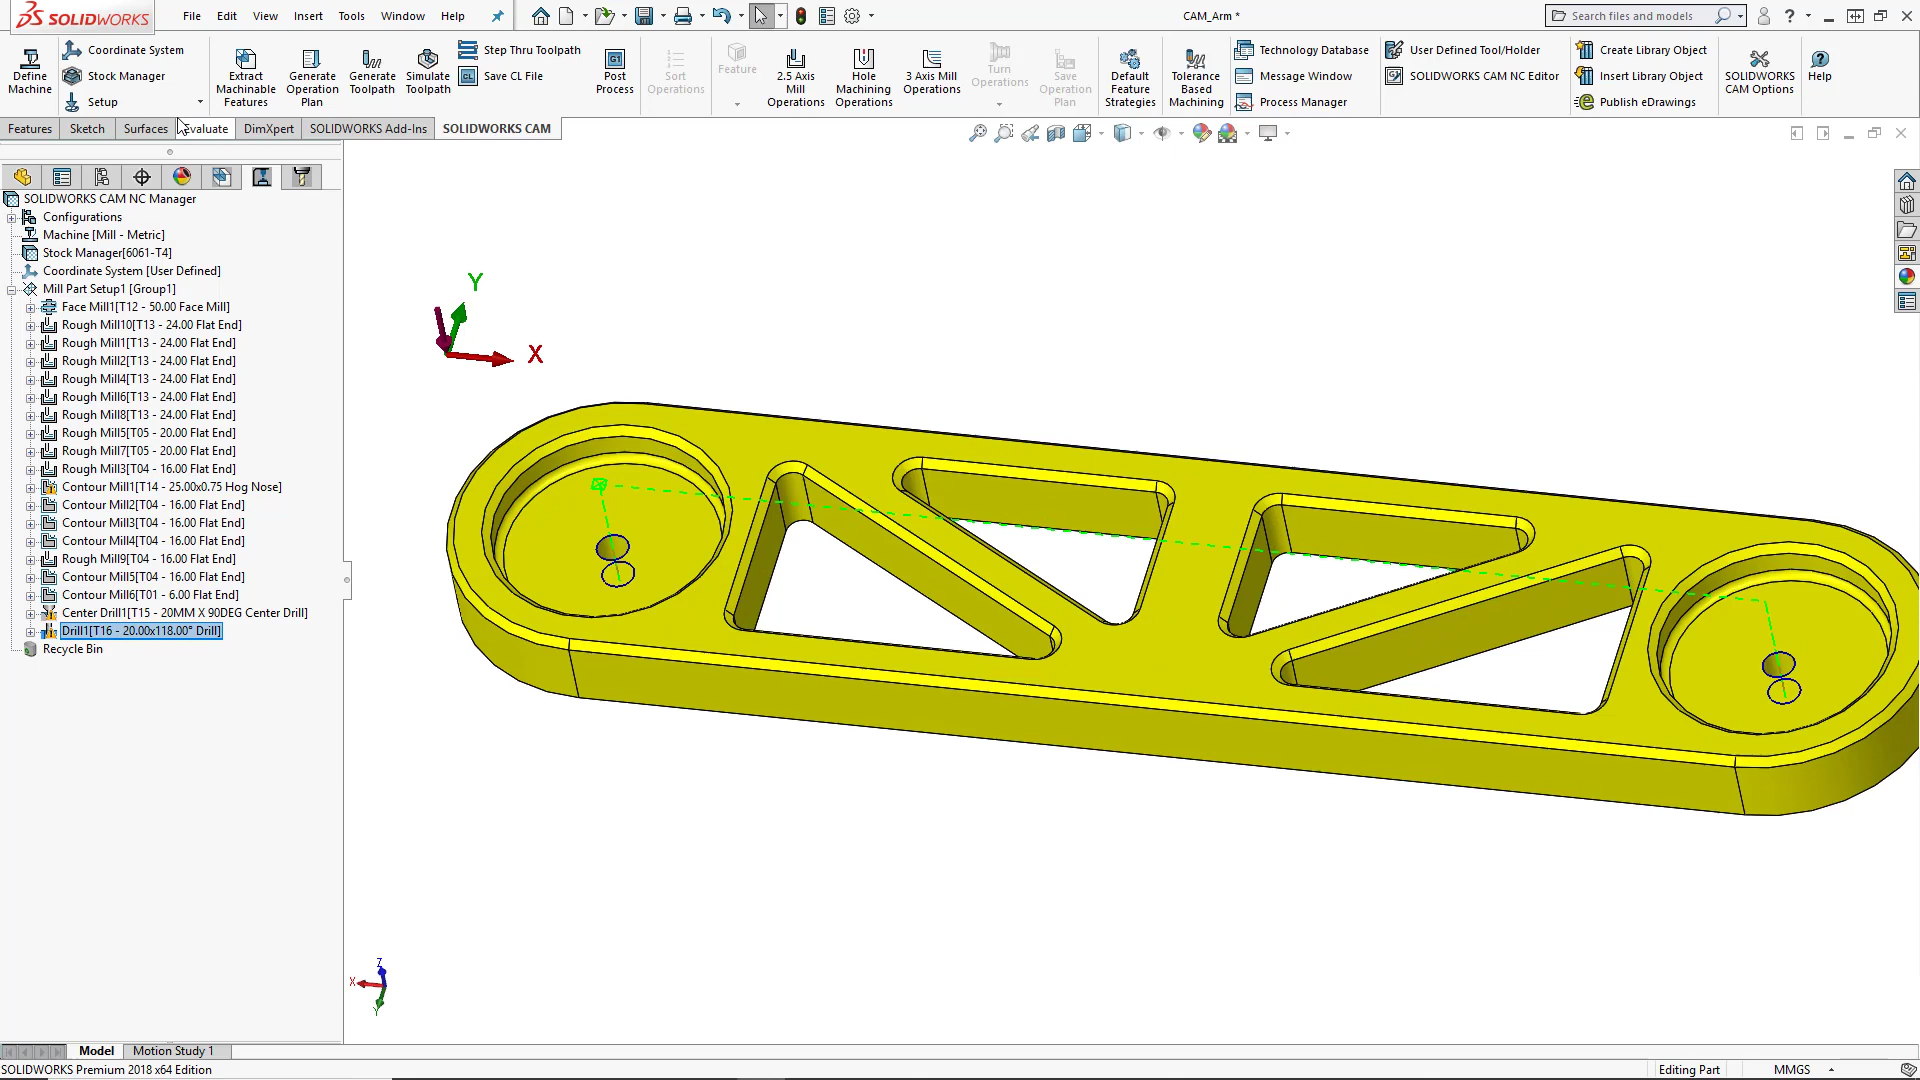 SOLIDWORKS
File Edit View Insert Tools Window Help
CAM_Arm *
Search files and models
Define Machine
Coordinate System
Stock Manager
Setup
Extract Machinable Features
Generate Operation Plan
Generate Toolpath
Simulate Toolpath
Step Thru Toolpath
Save CL File
G1
CL
Post Process
Sort Operations
Feature
2.5 Axis Mill Operations
Hole Machining Operations
3 Axis Mill Operations
Turn Operations
Save Operation Plan
Default Feature Strategies
Tolerance Based Machining
Technology Database
Message Window
Process Manager
User Defined Tool/Holder
SOLIDWORKS CAM NC Editor
Create Library Object
Insert Library Object
Publish eDrawings
SOLIDWORKS CAM Options
Help
Features Sketch Surfaces Evaluate DimXpert SOLIDWORKS Add-Ins SOLIDWORKS CAM
SOLIDWORKS CAM NC Manager
Configurations
Machine [Mill - Metric]
Stock Manager[6061-T4]
Coordinate System [User Defined]
Mill Part Setup1 [Group1]
Face Mill1[T12 - 50.00 Face Mill]
Rough Mill10[T13 - 24.00 Flat End]
Rough Mill1[T13 - 24.00 Flat End]
Rough Mill2[T13 - 24.00 Flat End]
Rough Mill4[T13 - 24.00 Flat End]
Rough Mill6[T13 - 24.00 Flat End]
Rough Mill8[T13 - 24.00 Flat End]
Rough Mill5[T05 - 20.00 Flat End]
Rough Mill7[T05 - 20.00 Flat End]
Rough Mill3[T04 - 16.00 Flat End]
Contour Mill1[T14 - 25.00x0.75 Hog Nose]
Contour Mill2[T04 - 16.00 Flat End]
Contour Mill3[T04 - 16.00 Flat End]
Contour Mill4[T04 - 16.00 Flat End]
Rough Mill9[T04 - 16.00 Flat End]
Contour Mill5[T04 - 16.00 Flat End]
Contour Mill6[T01 - 6.00 Flat End]
Center Drill1[T15 - 20MM X 90DEG Center Drill]
Drill1[T16 - 20.00x118.00° Drill]
Recycle Bin
Y
X
Z
X
Y
Model Motion Study 1
SOLIDWORKS Premium 2018 x64 Edition
Editing Part
MMGS